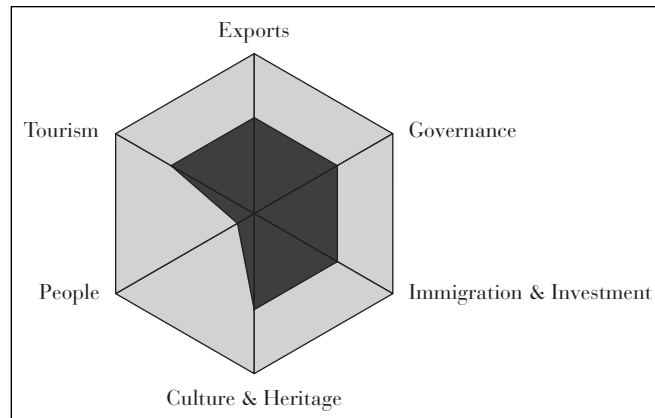 Exports
Tourism
Governance
People
Immigration & Investment
Culture & Heritage